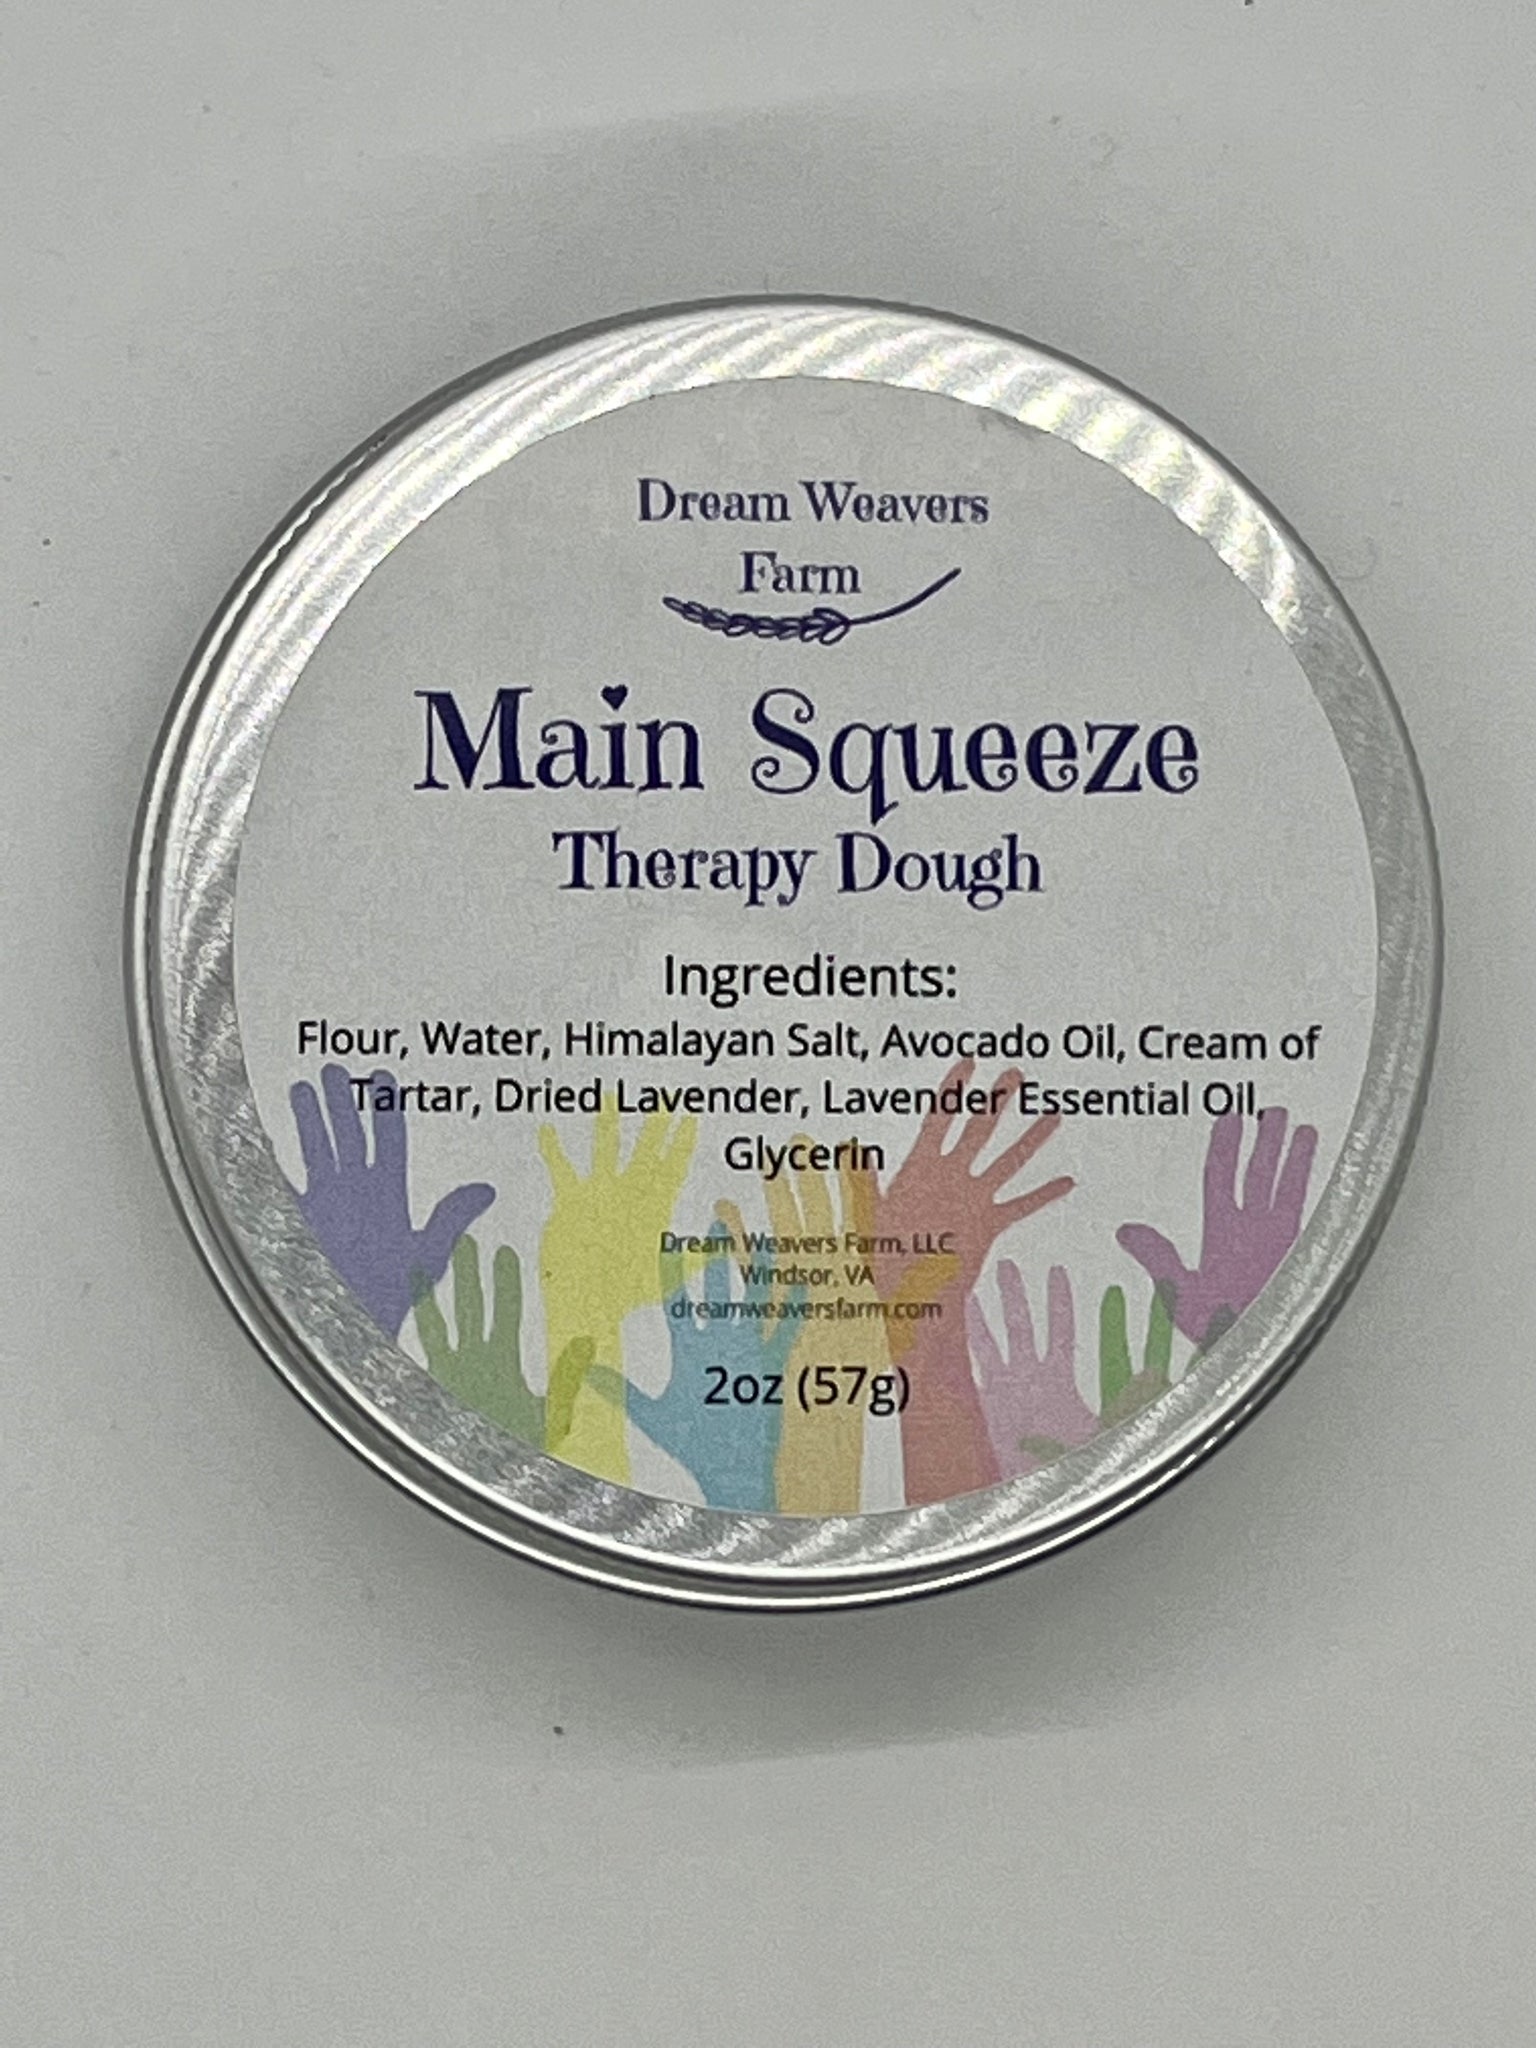 Dream Weavers
Farm
Main Squeeze
Therapy Dough
Ingredients:
Flour, Water, Himalayan Salt, Avocado Oil, Cream of
Tartar, Dried Lavender, Lavender Essential Oil,
Glycerin
Dream Weavers Farm, LLC
Windsor, VA
dreamweaversfarm.com
2oz (57g)